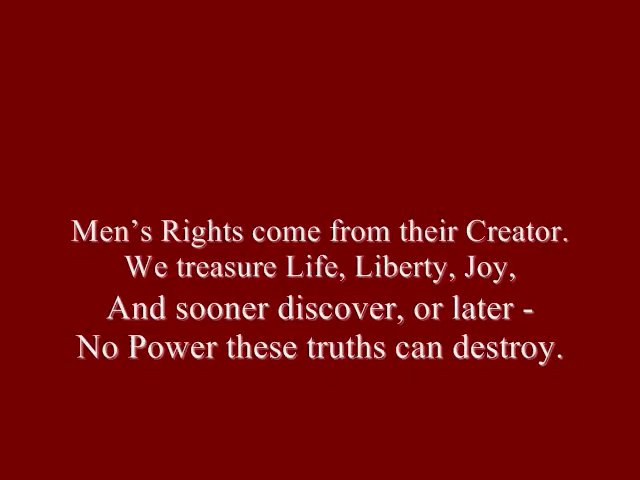 Men’s Rights come from their Creator.
We treasure Life, Liberty, Joy,
And sooner discover, or later -
No Power these truths can destroy.